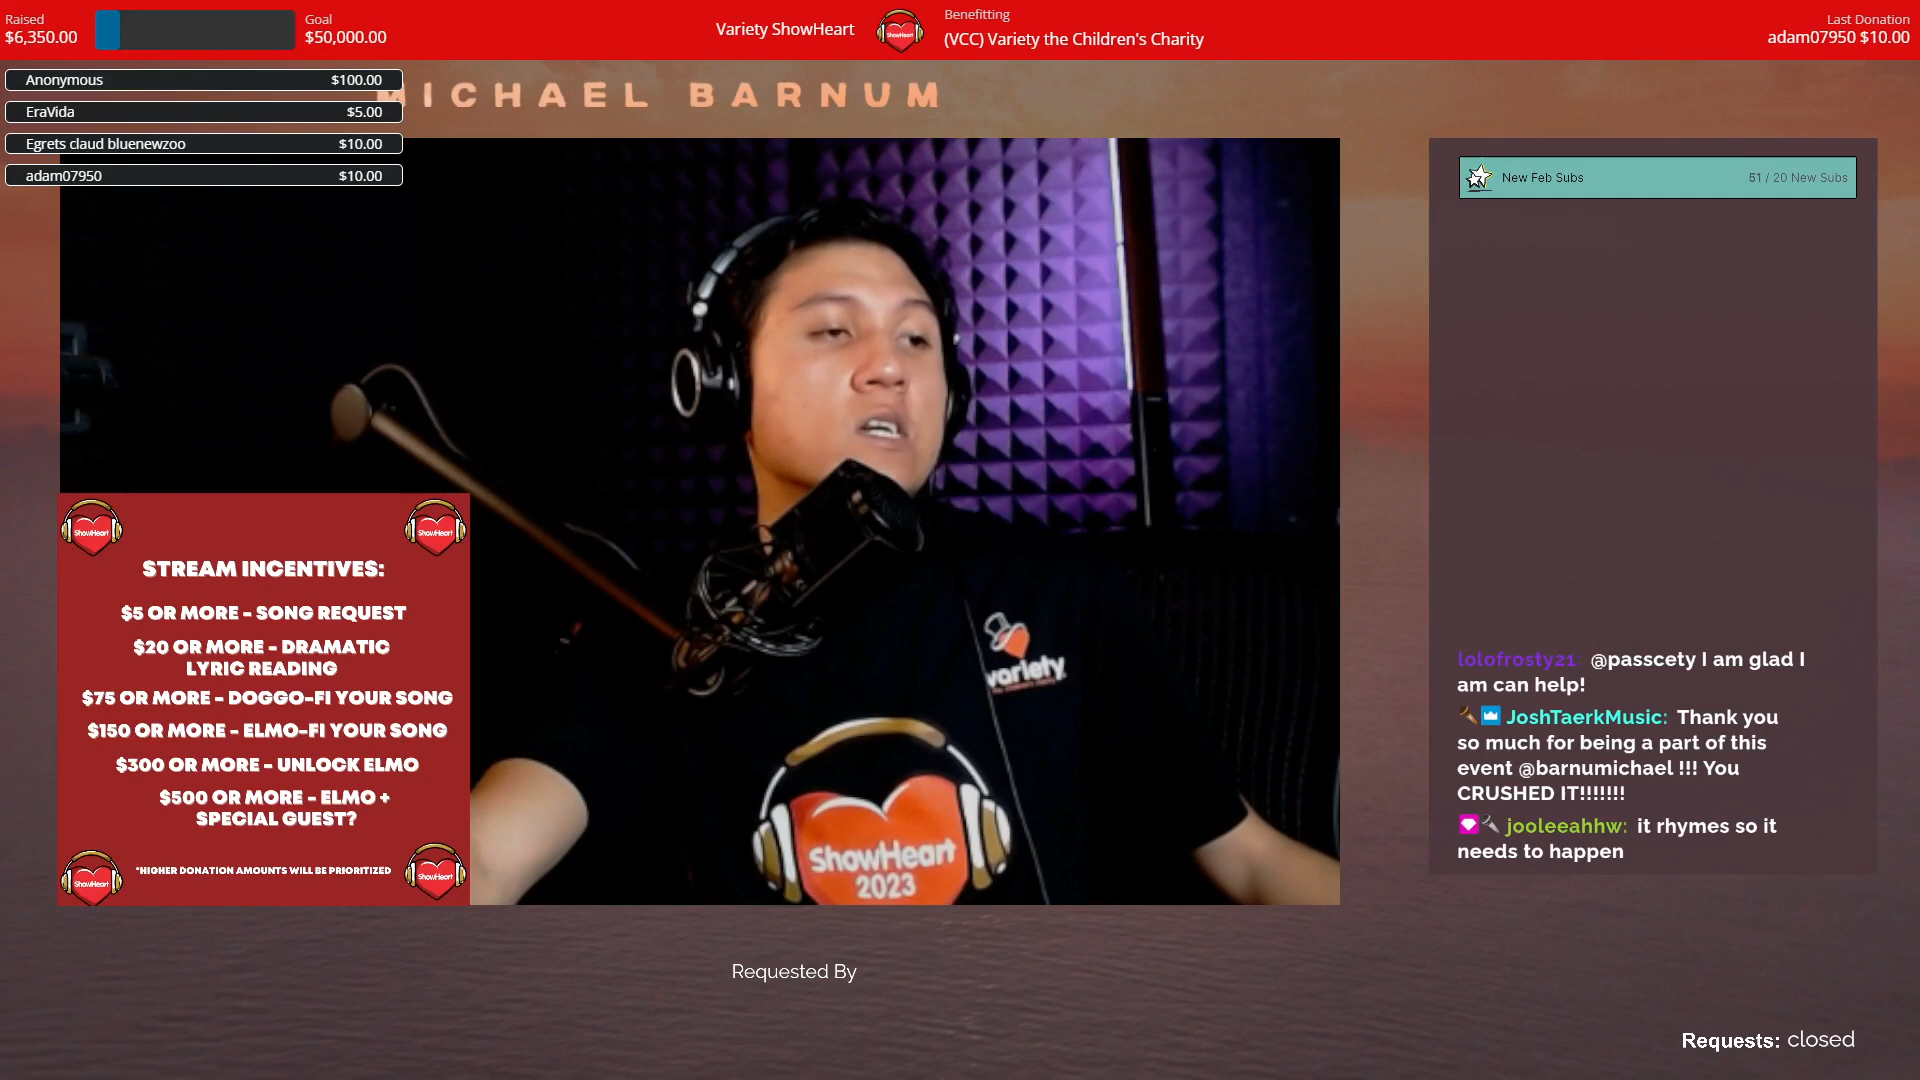 Raised
$6,350.00
Goal
$50,000.00
Variety ShowHeart
ShowHeart
Benefitting
(VCC) Variety the Children's Charity
Last Donation
adam07950 $10.00
Anonymous $100.00
EraVida $5.00
Egrets claud bluenewzoo $10.00
adam07950 $10.00
MICHAEL BARNUM
New Feb Subs 51 / 20 New Subs
ShowHeart
ShowHeart
STREAM INCENTIVES:
$5 OR MORE - SONG REQUEST
$20 OR MORE - DRAMATIC
LYRIC READING
$75 OR MORE - DOGGO-FI YOUR SONG
$150 OR MORE - ELMO-FI YOUR SONG
$300 OR MORE - UNLOCK ELMO
$500 OR MORE - ELMO +
SPECIAL GUEST?
*HIGHER DONATION AMOUNTS WILL BE PRIORITIZED
ShowHeart
ShowHeart
variety
ShowHeart
2023
lolofrosty21: @passcety I am glad I
am can help!
JoshTaerkMusic: Thank you
so much for being a part of this
event @barnumichael !!! You
CRUSHED IT!!!!!!!
jooleeahhw: it rhymes so it
needs to happen
Requested By
Requests: closed